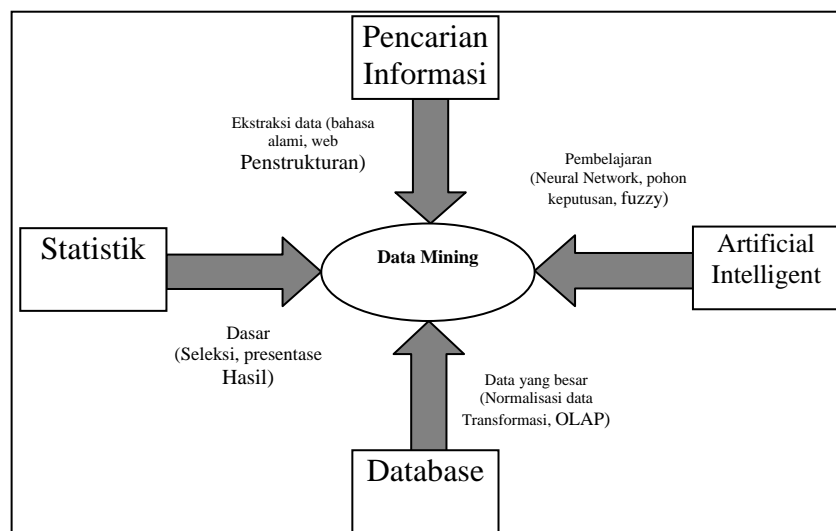 Pencarian
Informasi
Ekstraksi data (bahasa
alami, web
Penstrukturan)
Pembelajaran
(Neural Network, pohon
keputusan, fuzzy)
Statistik
Data Mining
Artificial
Intelligent
Dasar
(Seleksi, presentase
Hasil)
Data yang besar
(Normalisasi data
Transformasi, OLAP)
Database